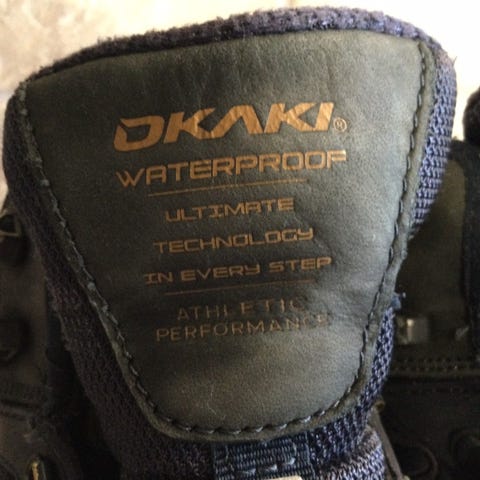 OKAKI®
WATERPROOF
ULTIMATE
TECHNOLOGY
IN EVERY STEP
ATHLETIC
PERFORMANCE